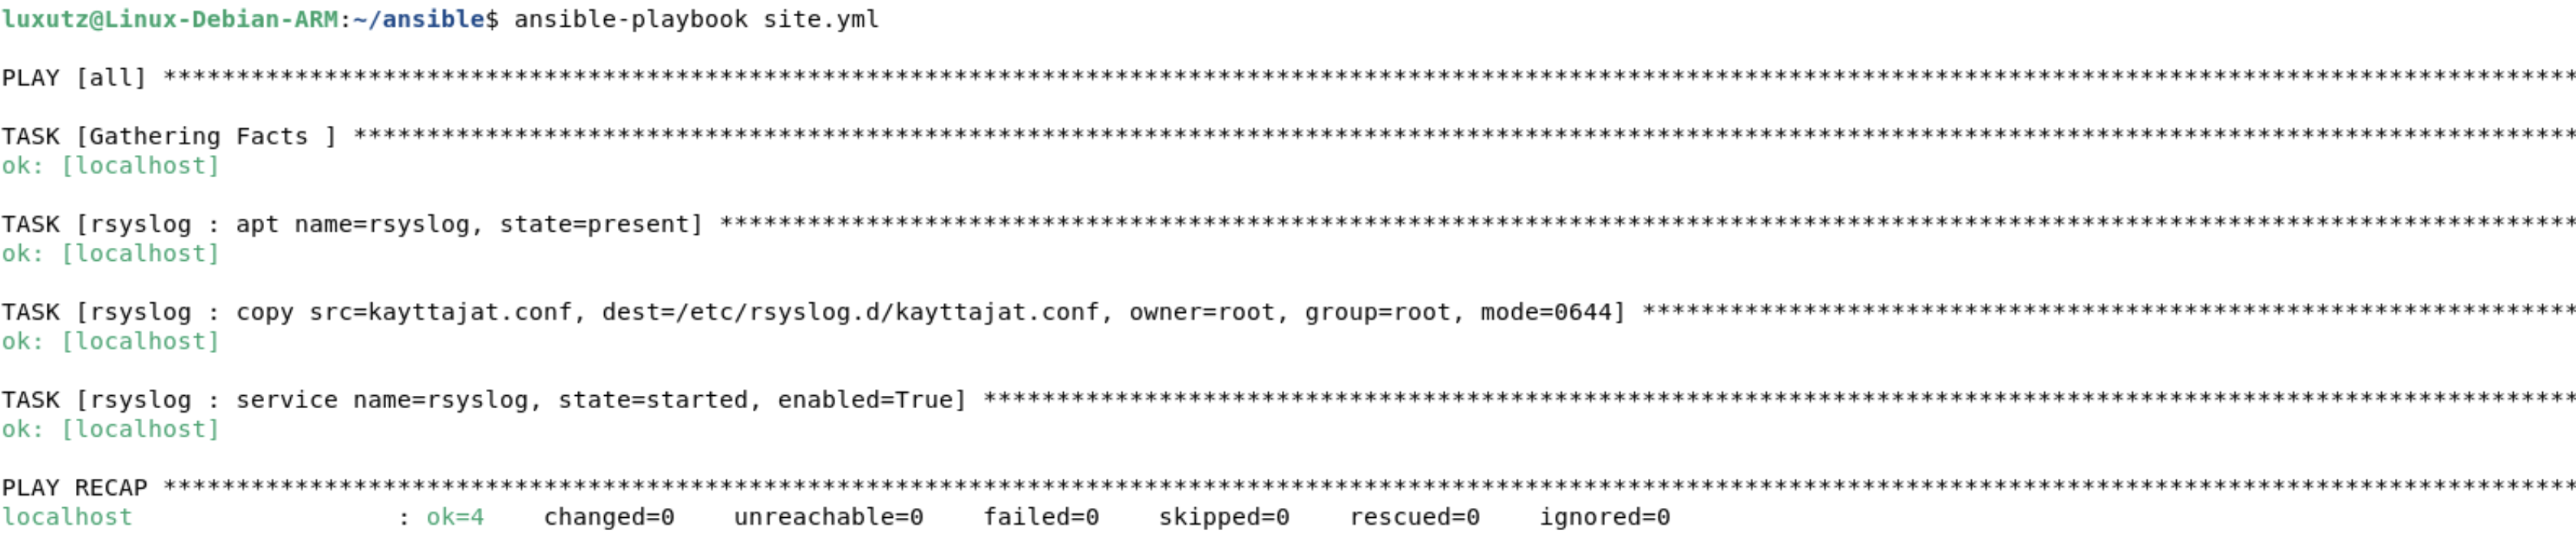 luxutz@Linux-Debian-ARM:~/ansible$ ansible-playbook site.yml
PLAY [all] ****************************************************************************************************************************************************************
TASK [Gathering Facts ] *********************************************************************************************************************************************************
ok: [localhost]
TASK [rsyslog : apt name=rsyslog, state=present] ********************************************************************************************************************************
ok: [localhost]
TASK [rsyslog : copy src=kayttajat.conf, dest=/etc/rsyslog.d/kayttajat.conf, owner=root, group=root, mode=0644] ****************************************************************
ok: [localhost]
TASK [rsyslog : service name=rsyslog, state=started, enabled=True] *************************************************************************************************************
ok: [localhost]
PLAY RECAP ****************************************************************************************************************************************************************
localhost                  : ok=4    changed=0    unreachable=0    failed=0    skipped=0    rescued=0    ignored=0